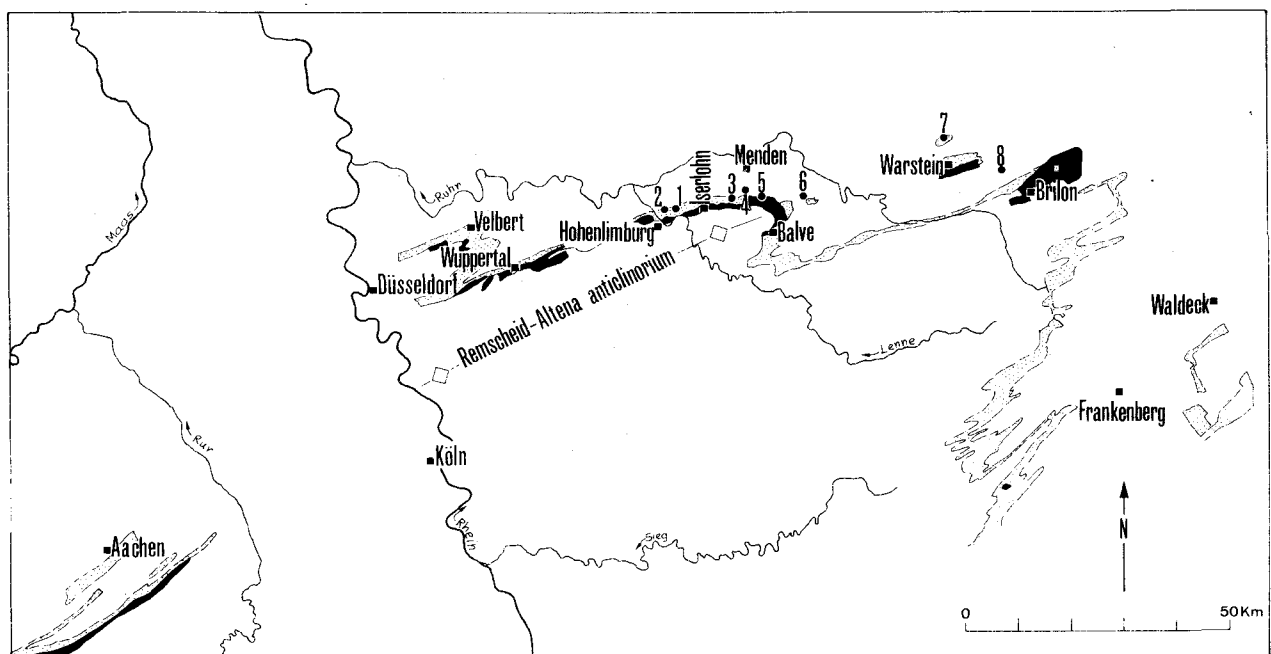 Maas
Ruhr
Velbert
Wuppertal
Düsseldorf
Hohenlimburg
2
1
Iserlohn
3
Menden
4
5
6
Balve
7
Warstein
8
Brilon
Remscheid-Altena anticlinorium
Lenne
Waldeck
Frankenberg
Rur
Köln
Rhein
Sieg
Aachen
N
0
50Km